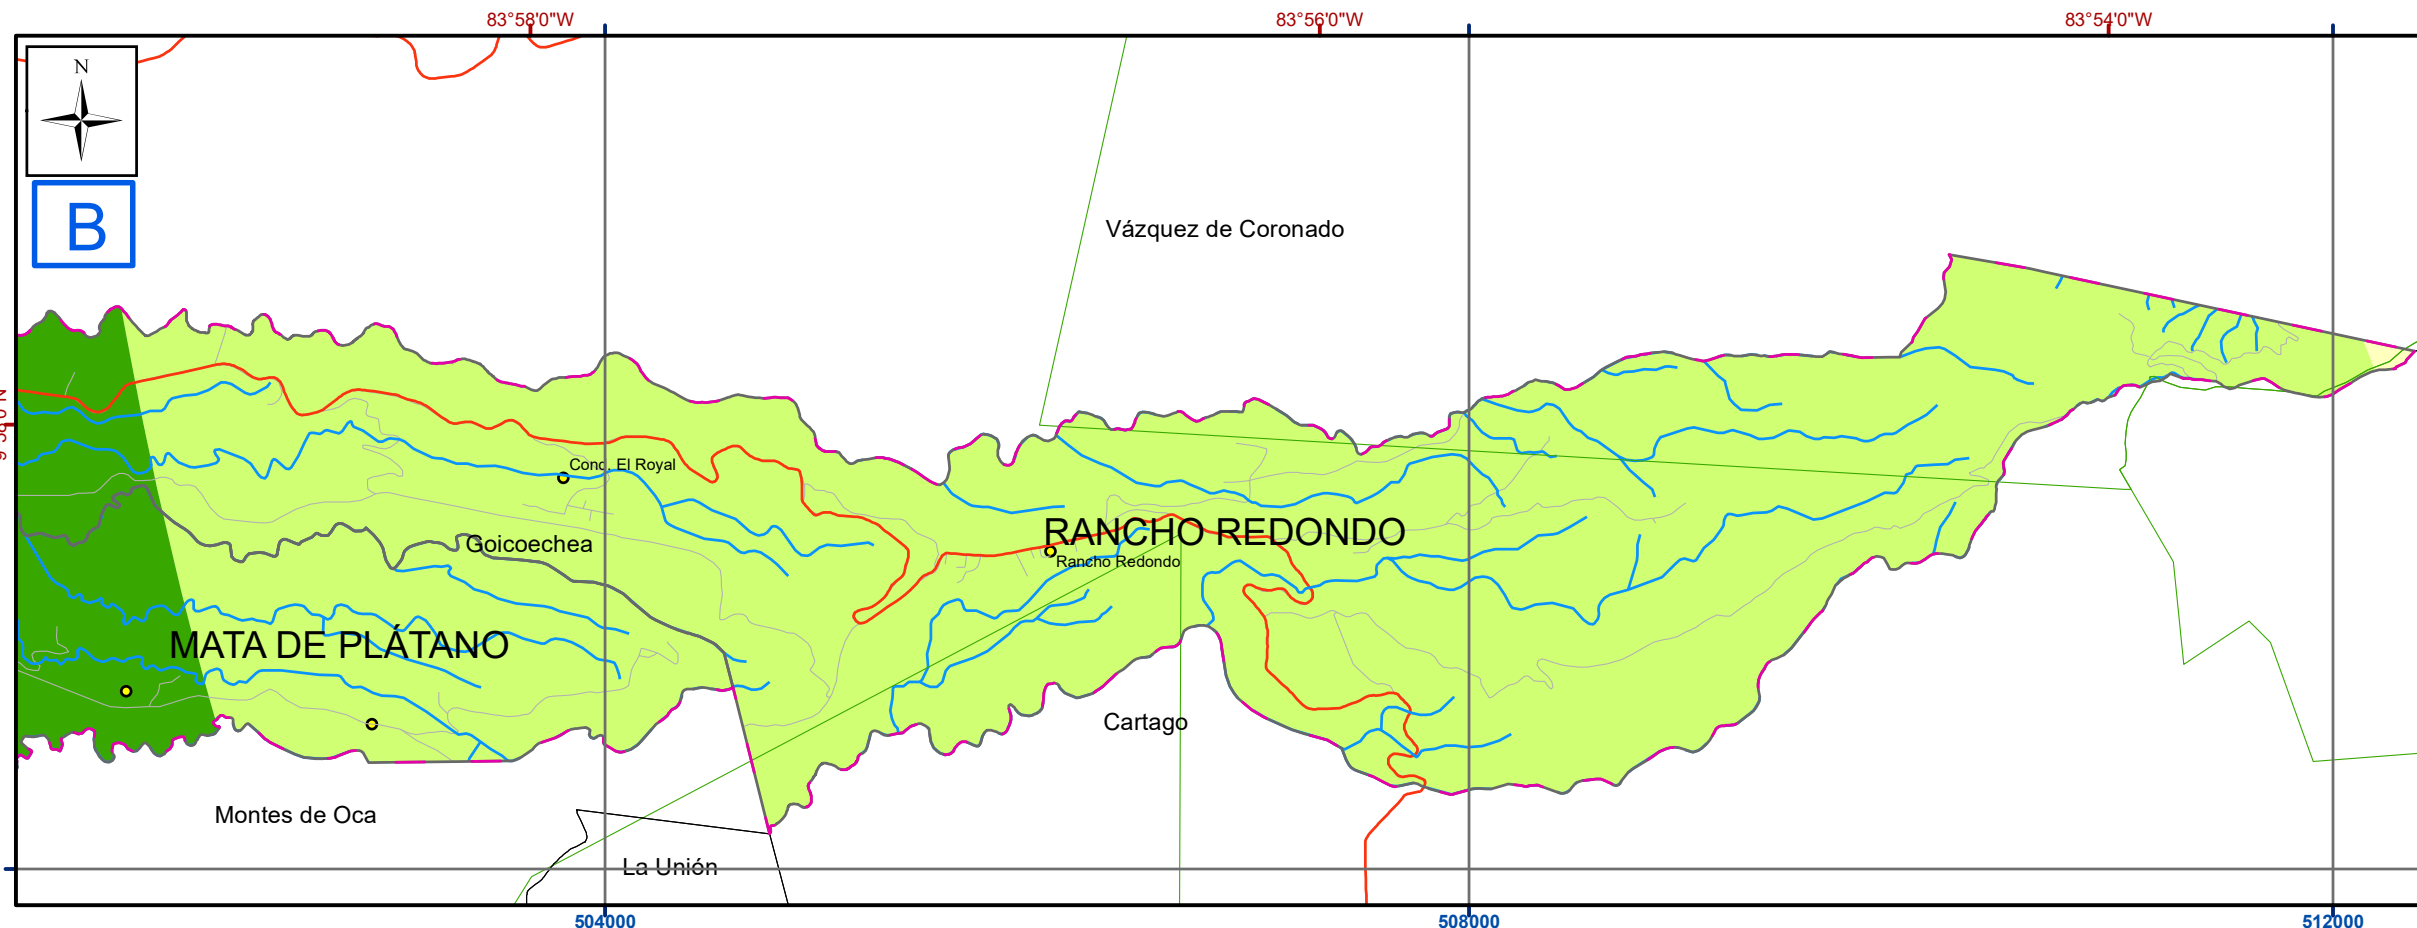 83°58'0"W
83°56'0"W
83°54'0"W
N
B
Vázquez de Coronado
Cond. El Royal
RANCHO REDONDO
Goicoechea
Rancho Redondo
MATA DE PLÁTANO
Cartago
Montes de Oca
La Unión
504000
508000
512000